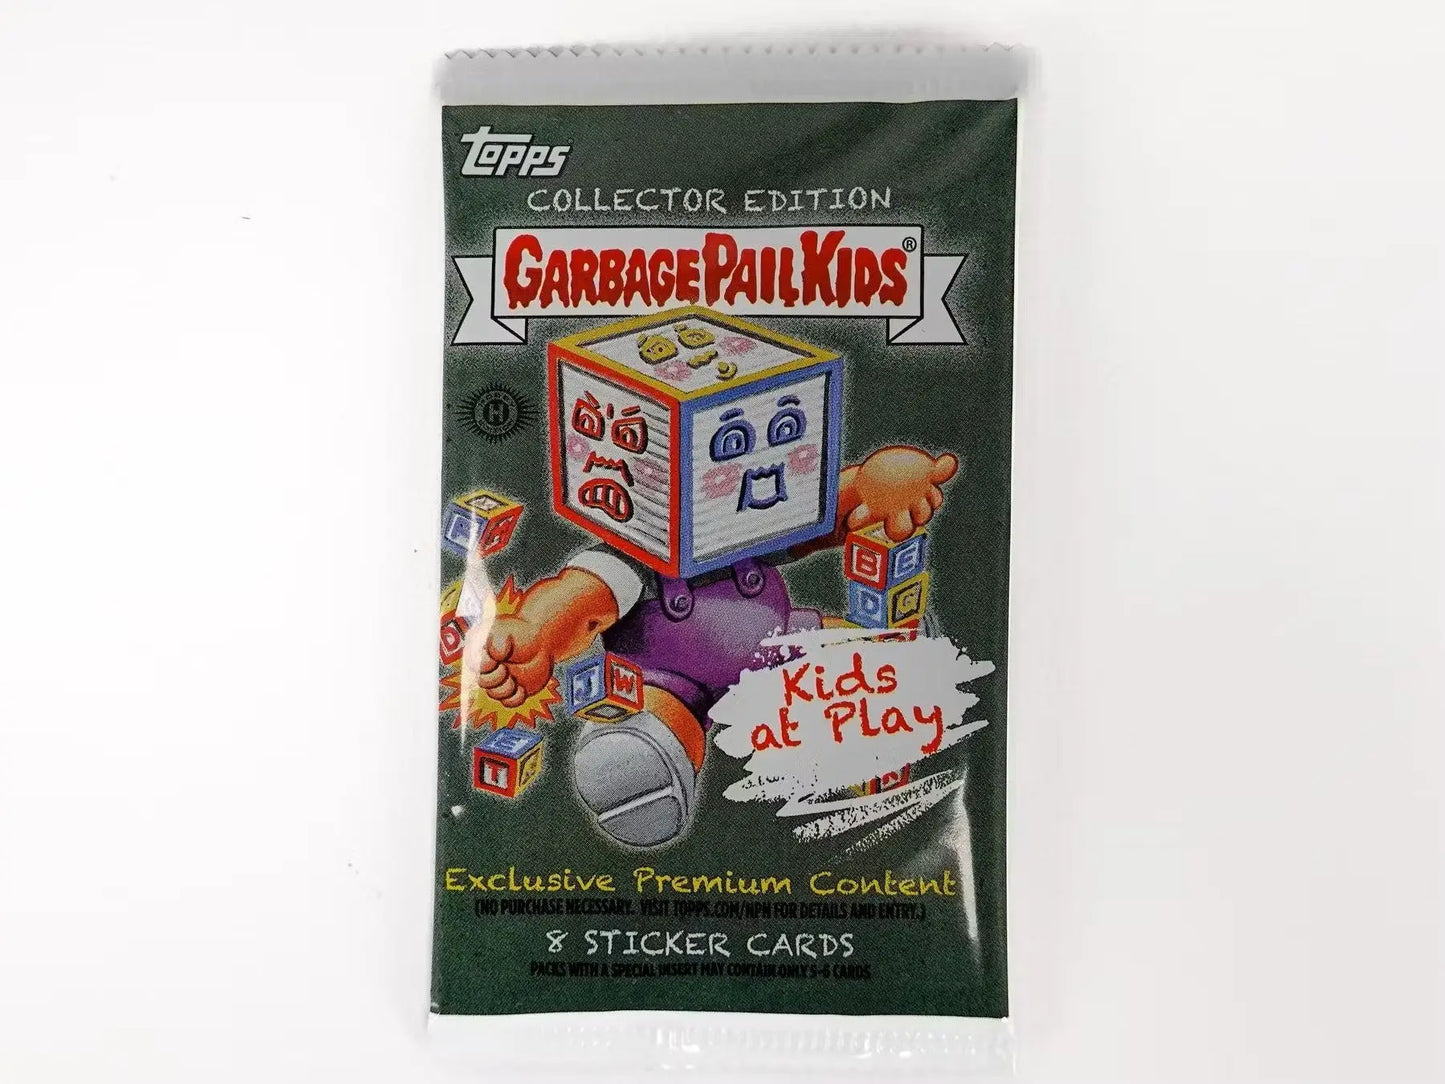 Topps
COLLECTOR EDITION
GARBAGE PAIL KIDS®
H
B E
D G
D
J W
E
T
Kids
at Play
Exclusive Premium Content
(NO PURCHASE NECESSARY. VISIT TOPPS.COM/NPN FOR DETAILS AND ENTRY.)
8 STICKER CARDS
PACKS WITH A SPECIAL INSERT MAY CONTAIN ONLY 5-6 CARDS